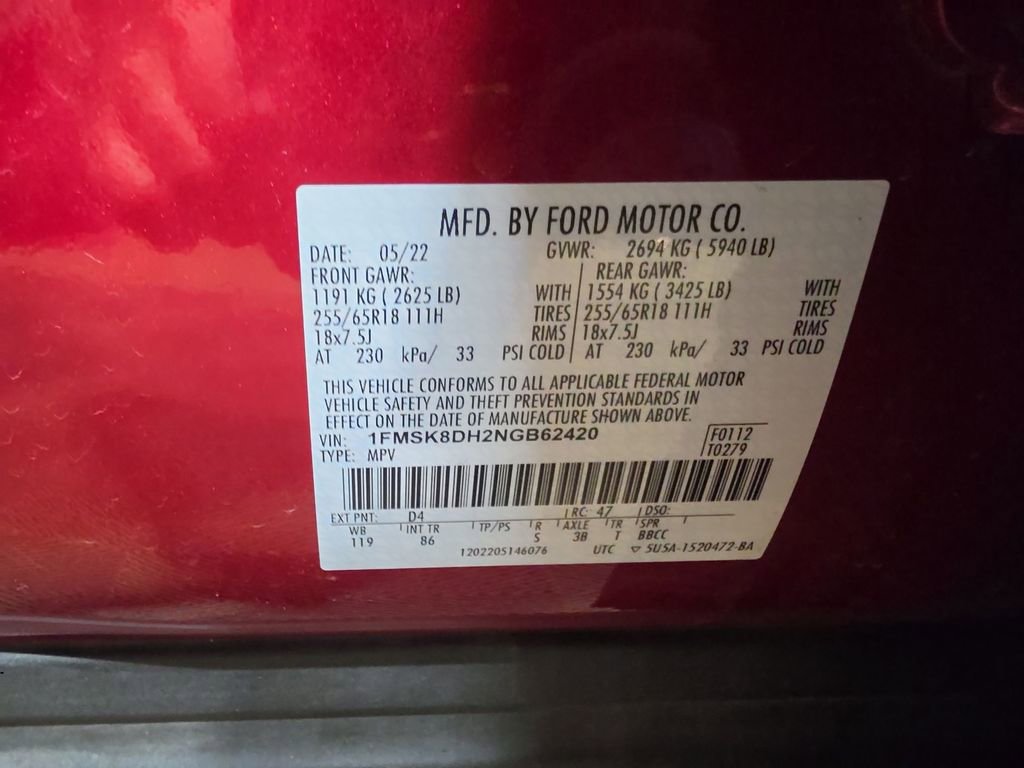 MFD. BY FORD MOTOR CO.
DATE: 05/22 GVWR: 2694 KG ( 5940 LB)
FRONT GAWR: REAR GAWR:
1191 KG ( 2625 LB) WITH 1554 KG ( 3425 LB) WITH
255/65R18 111H TIRES 255/65R18 111H TIRES
18x7.5J RIMS 18x7.5J RIMS
AT 230 kPa/ 33 PSI COLD AT 230 kPa/ 33 PSI COLD
THIS VEHICLE CONFORMS TO ALL APPLICABLE FEDERAL MOTOR
VEHICLE SAFETY AND THEFT PREVENTION STANDARDS IN
EFFECT ON THE DATE OF MANUFACTURE SHOWN ABOVE.
VIN: 1FMSK8DH2NGB62420 F0112
TYPE: MPV T0279
EXT PNT: D4 RC: 47 DSO:
WB INT TR TP/PS R AXLE TR SPR
119 86 S 3B T BBCC
1202205146076 UTC ▽ 5U5A-1520472-BA